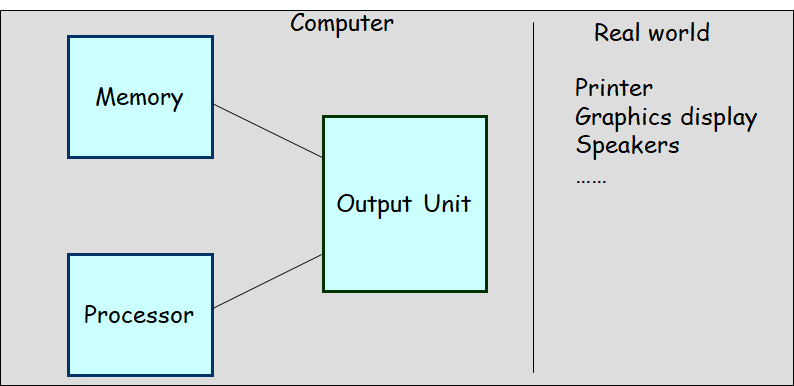 Computer
Real world
Memory
Printer
Graphics display
Speakers
......
Output Unit
Processor